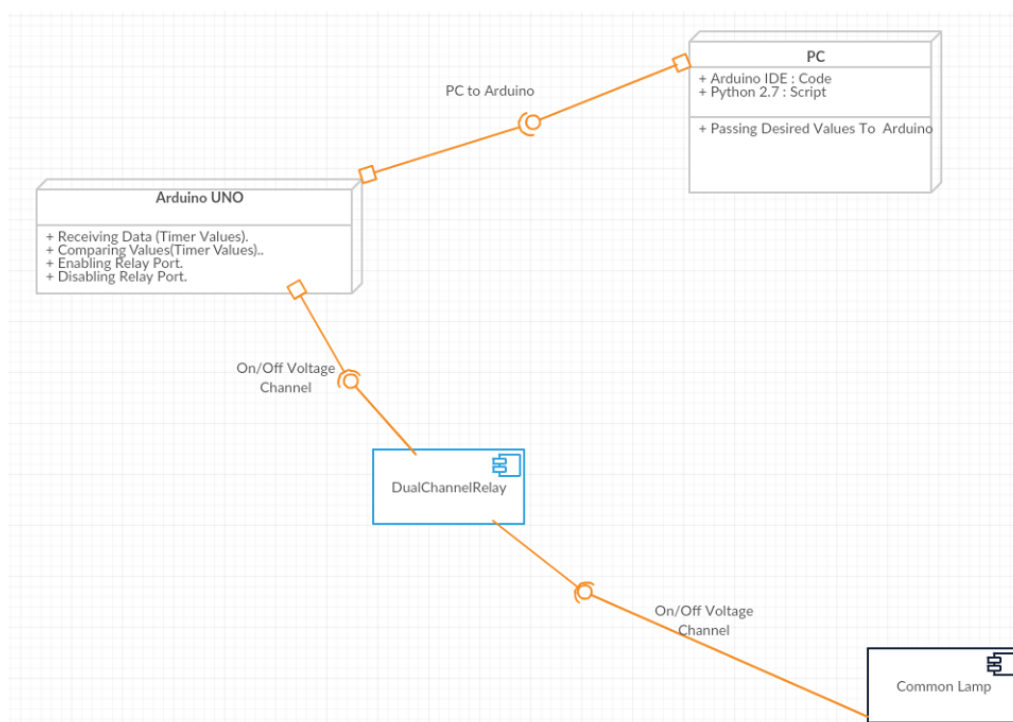 PC
+ Arduino IDE : Code
+ Python 2.7 : Script
+ Passing Desired Values To  Arduino
PC to Arduino
Arduino UNO
+ Receiving Data (Timer Values).
+ Comparing Values(Timer Values)..
+ Enabling Relay Port.
+ Disabling Relay Port.
On/Off Voltage
Channel
DualChannelRelay
On/Off Voltage
Channel
Common Lamp